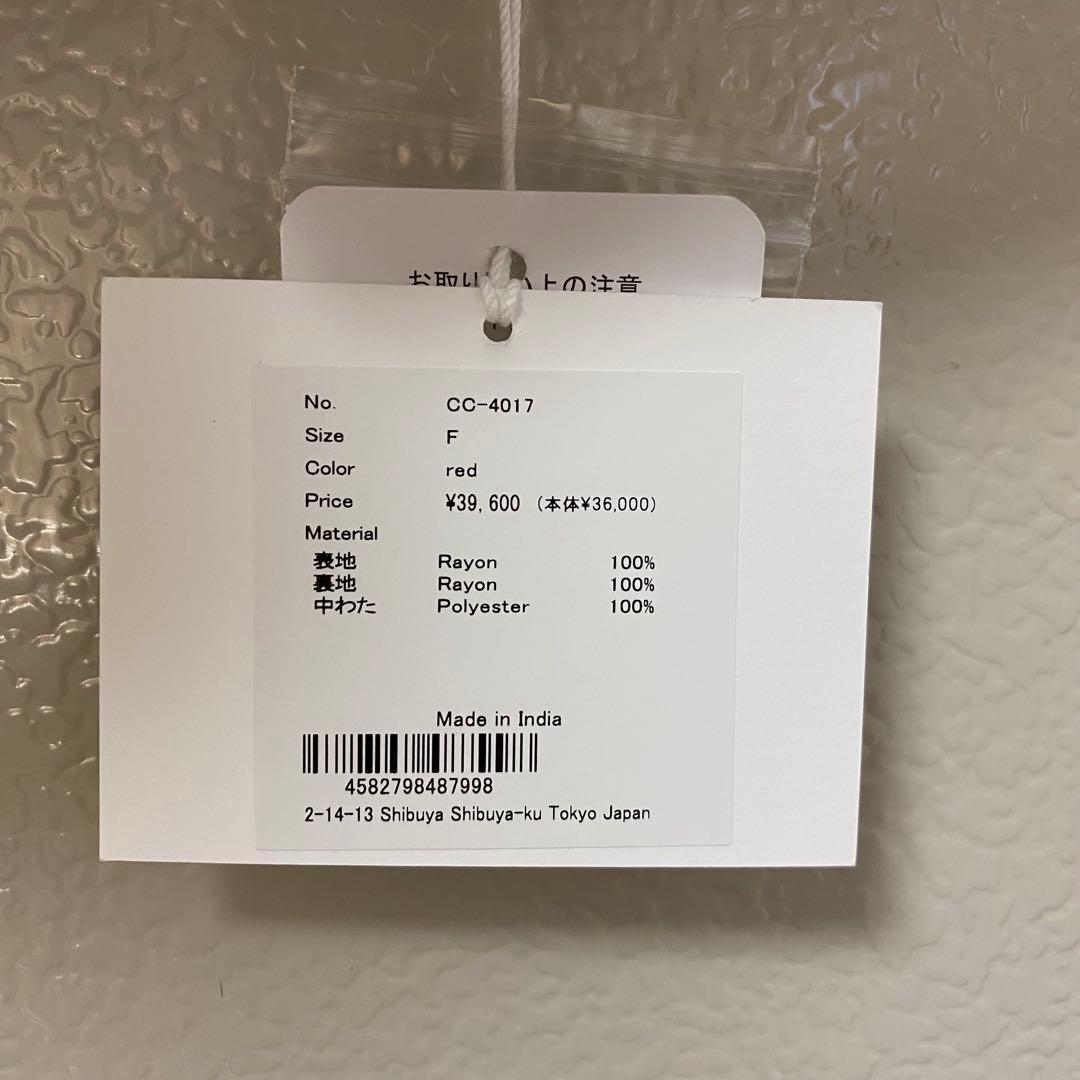 お取り上の注意
No. CC-4017
Size F
Color red
Price ¥39,600 (本体¥36,000)
Material
表地 Rayon 100%
裏地 Rayon 100%
中わた Polyester 100%
Made in India
4582798487998
2-14-13 Shibuya Shibuya-ku Tokyo Japan